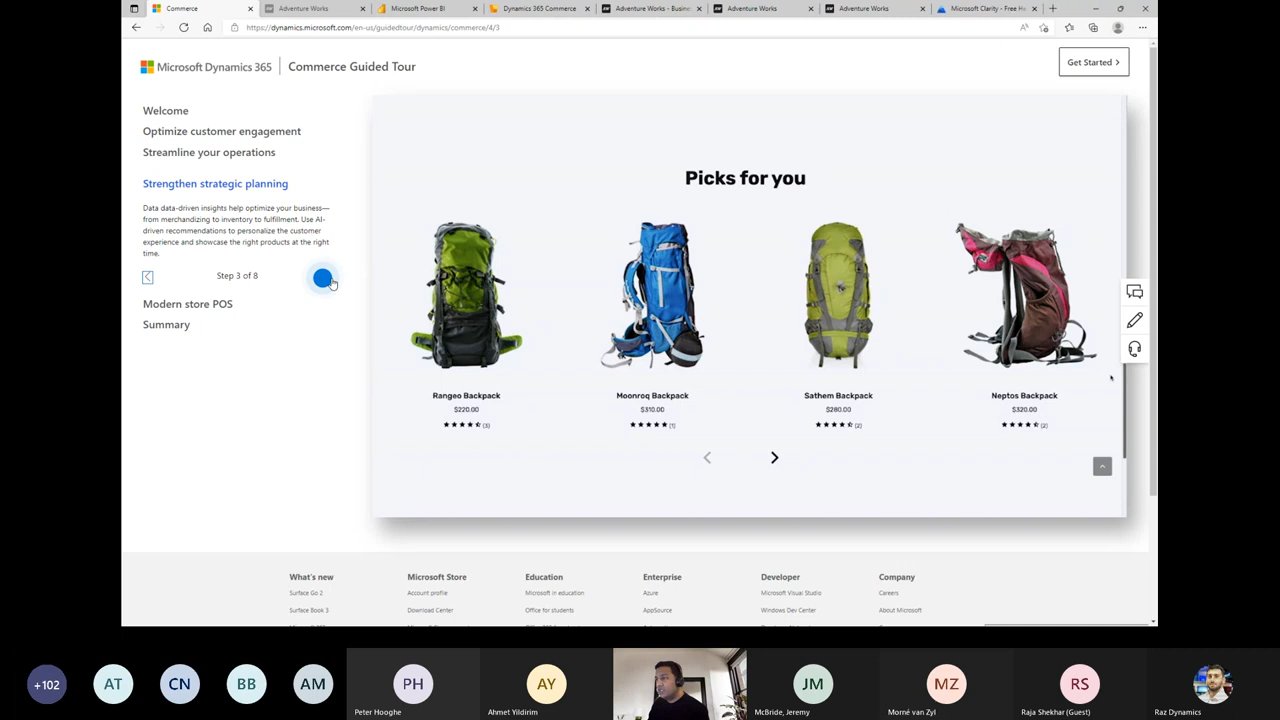 Commerce
Adventure Works
Microsoft Power BI
Dynamics 365 Commerce
Adventure Works - Busine
Adventure Works
Adventure Works
Microsoft Clarity - Free He
https://dynamics.microsoft.com/en-us/guidedtour/dynamics/commerce/4/3
Microsoft Dynamics 365
Commerce Guided Tour
Get Started
Welcome
Optimize customer engagement
Streamline your operations
Strengthen strategic planning
Data data-driven insights help optimize your business—
from merchandizing to inventory to fulfillment. Use AI-
driven recommendations to personalize the customer
experience and showcase the right products at the right
time.
Step 3 of 8
Modern store POS
Summary
Picks for you
Rangeo Backpack
$220.00
(3)
Moonroq Backpack
$310.00
(1)
Sathem Backpack
$280.00
(2)
Neptos Backpack
$320.00
(2)
What's new
Surface Go 2
Surface Book 3
Microsoft Store
Account profile
Download Center
Education
Microsoft in education
Office for students
Enterprise
Azure
AppSource
Developer
Microsoft Visual Studio
Windows Dev Center
Company
Careers
About Microsoft
+102
AT
CN
BB
AM
PH
Peter Hooghe
AY
Ahmet Yildirim
JM
McBride, Jeremy
MZ
Morné van Zyl
RS
Raja Shekhar (Guest)
Raz Dynamics